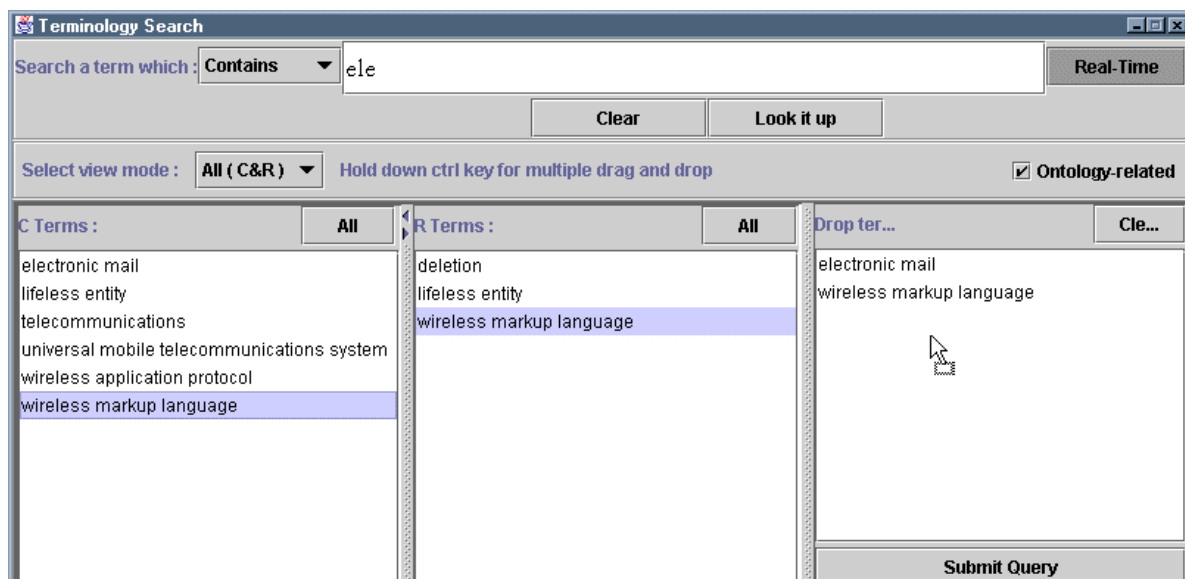 Terminology Search
Search a term which : Contains ele Real-Time
Clear Look it up
Select view mode : All ( C&R ) Hold down ctrl key for multiple drag and drop Ontology-related
C Terms : All
electronic mail
lifeless entity
telecommunications
universal mobile telecommunications system
wireless application protocol
wireless markup language
R Terms : All
deletion
lifeless entity
wireless markup language
Drop ter... Cle...
electronic mail
wireless markup language
Submit Query